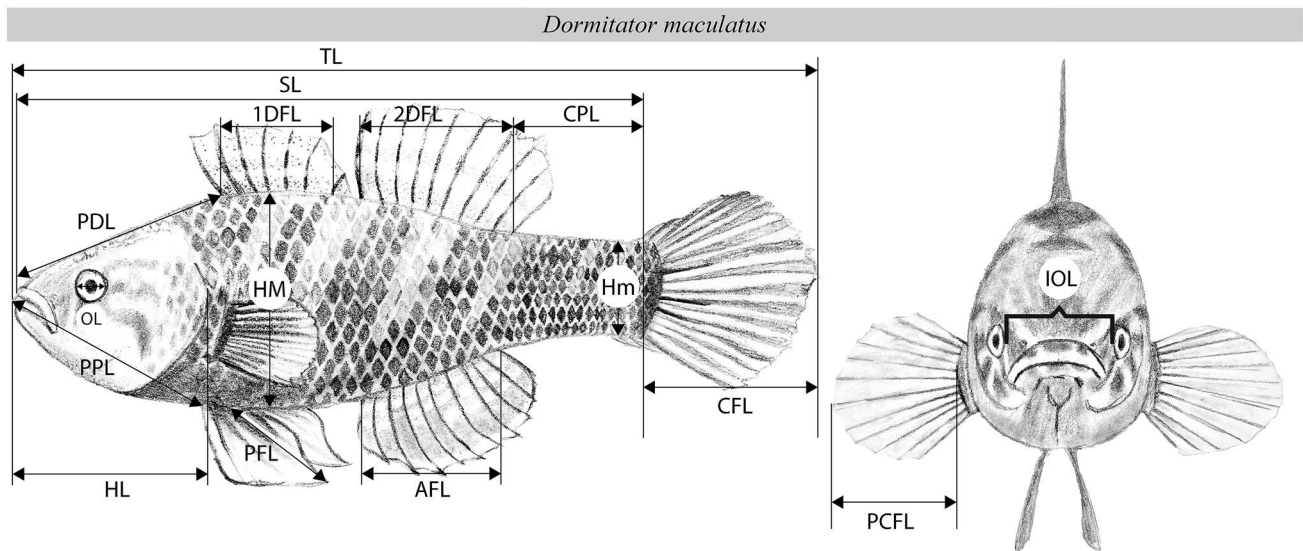 Dormitator maculatus
TL
SL
1DFL 2DFL CPL
PDL
HM
Hm
OL
PPL
PFL
CFL
HL
AFL
IOL
PCFL